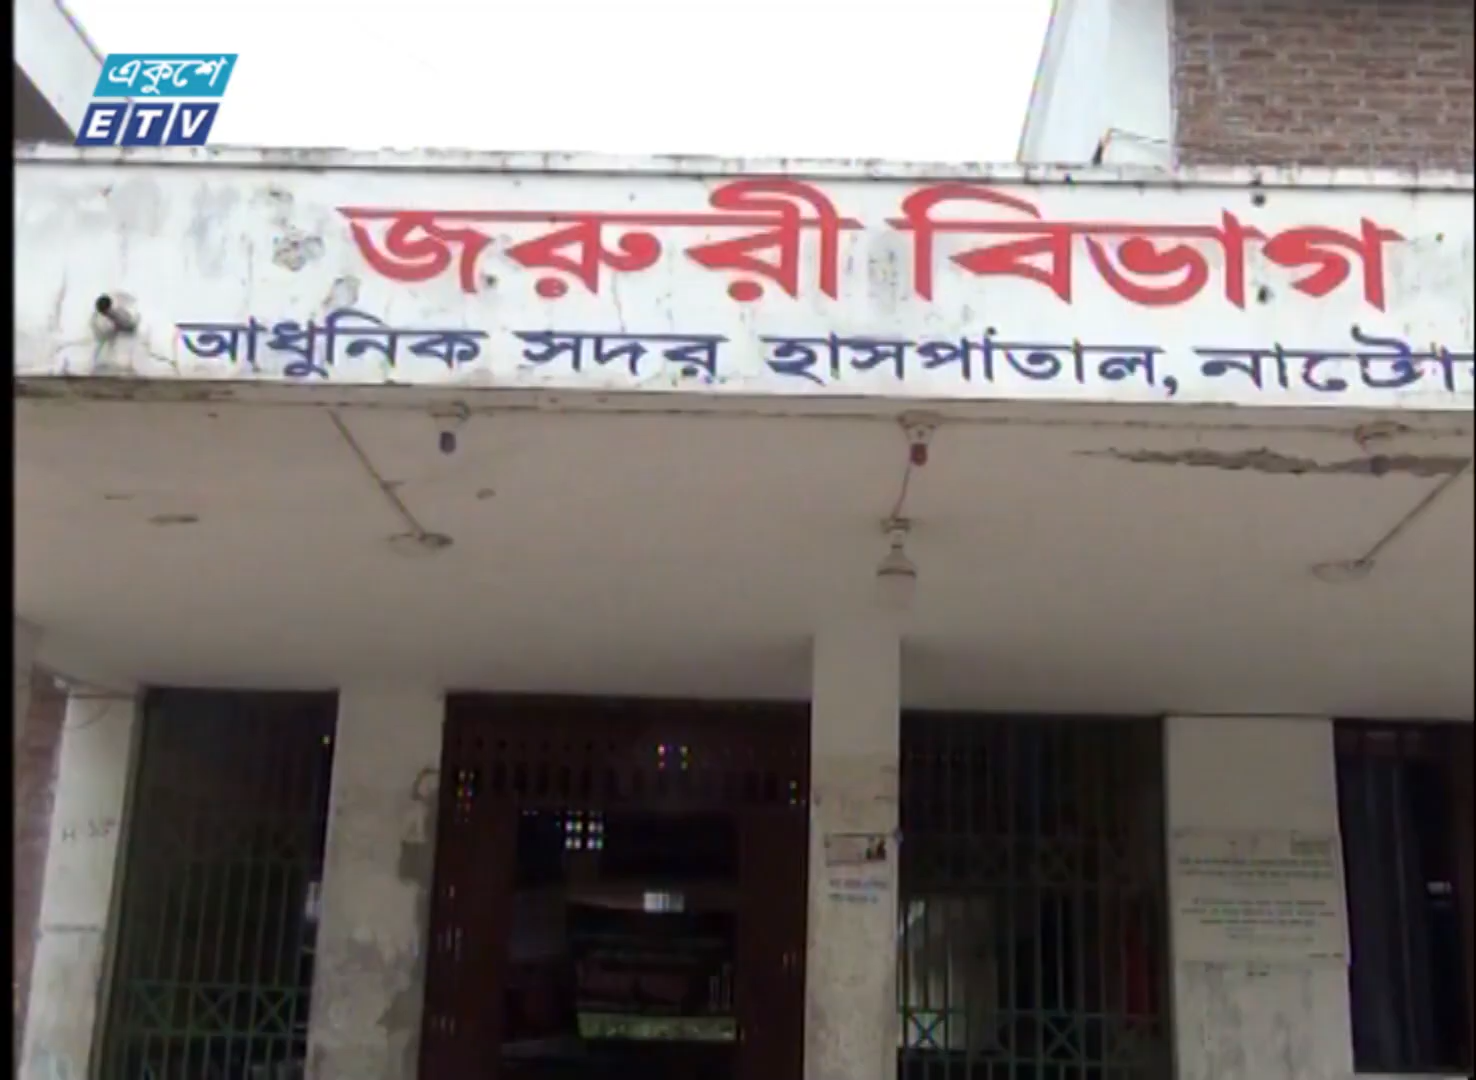 একুশে
ETV
জরুরী বিভাগ
আধুনিক সদর হাসপাতাল, নাটো